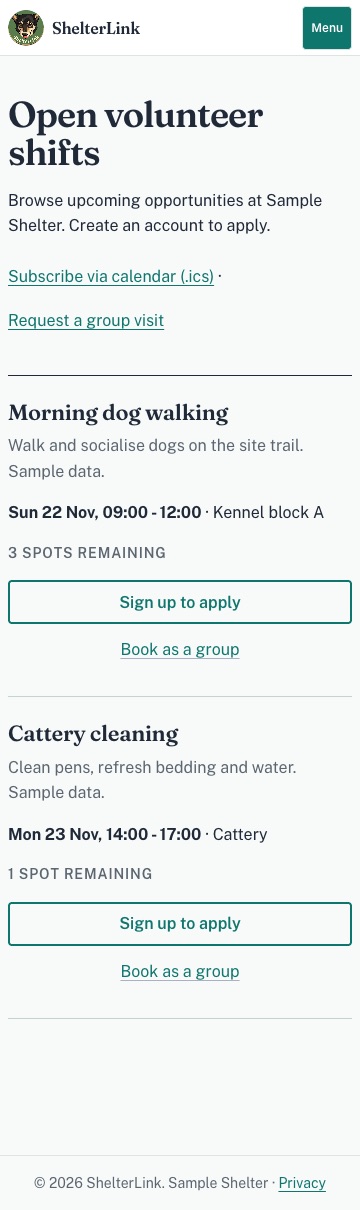 ShelterLink
Menu
Open volunteer
shifts
Browse upcoming opportunities at Sample
Shelter. Create an account to apply.
Subscribe via calendar (.ics) ·
Request a group visit
Morning dog walking
Walk and socialise dogs on the site trail.
Sample data.
Sun 22 Nov, 09:00 - 12:00 · Kennel block A
3 SPOTS REMAINING
Sign up to apply
Book as a group
Cattery cleaning
Clean pens, refresh bedding and water.
Sample data.
Mon 23 Nov, 14:00 - 17:00 · Cattery
1 SPOT REMAINING
Sign up to apply
Book as a group
© 2026 ShelterLink. Sample Shelter · Privacy